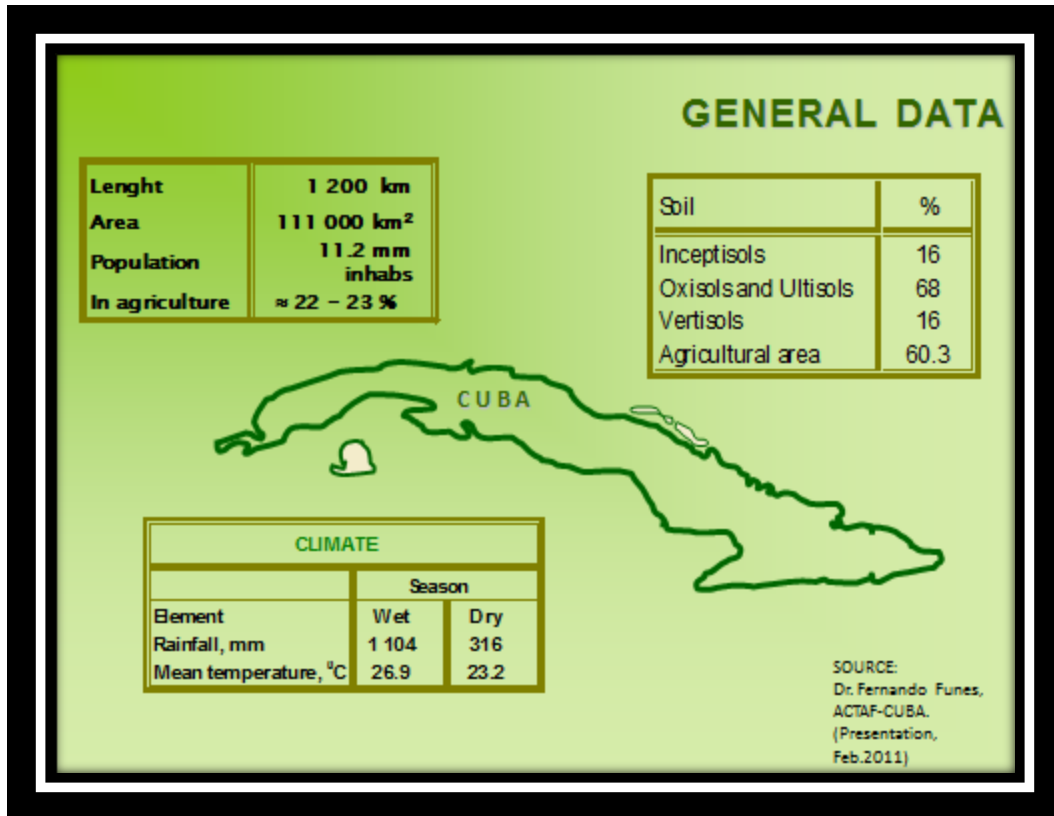 GENERAL DATA
Lenght 1 200 km
Area 111 000 km²
Population 11.2 mm
inhabs
In agriculture ≈ 22 – 23 %
Soil %
Inceptisols 16
Oxisols and Ultisols 68
Vertisols 16
Agricultural area 60.3
CUBA
CLIMATE
Season
Element Wet Dry
Rainfall, mm 1 104 316
Mean temperature, ⁰C 26.9 23.2
SOURCE:
Dr. Fernando Funes,
ACTAF-CUBA.
(Presentation,
Feb.2011)